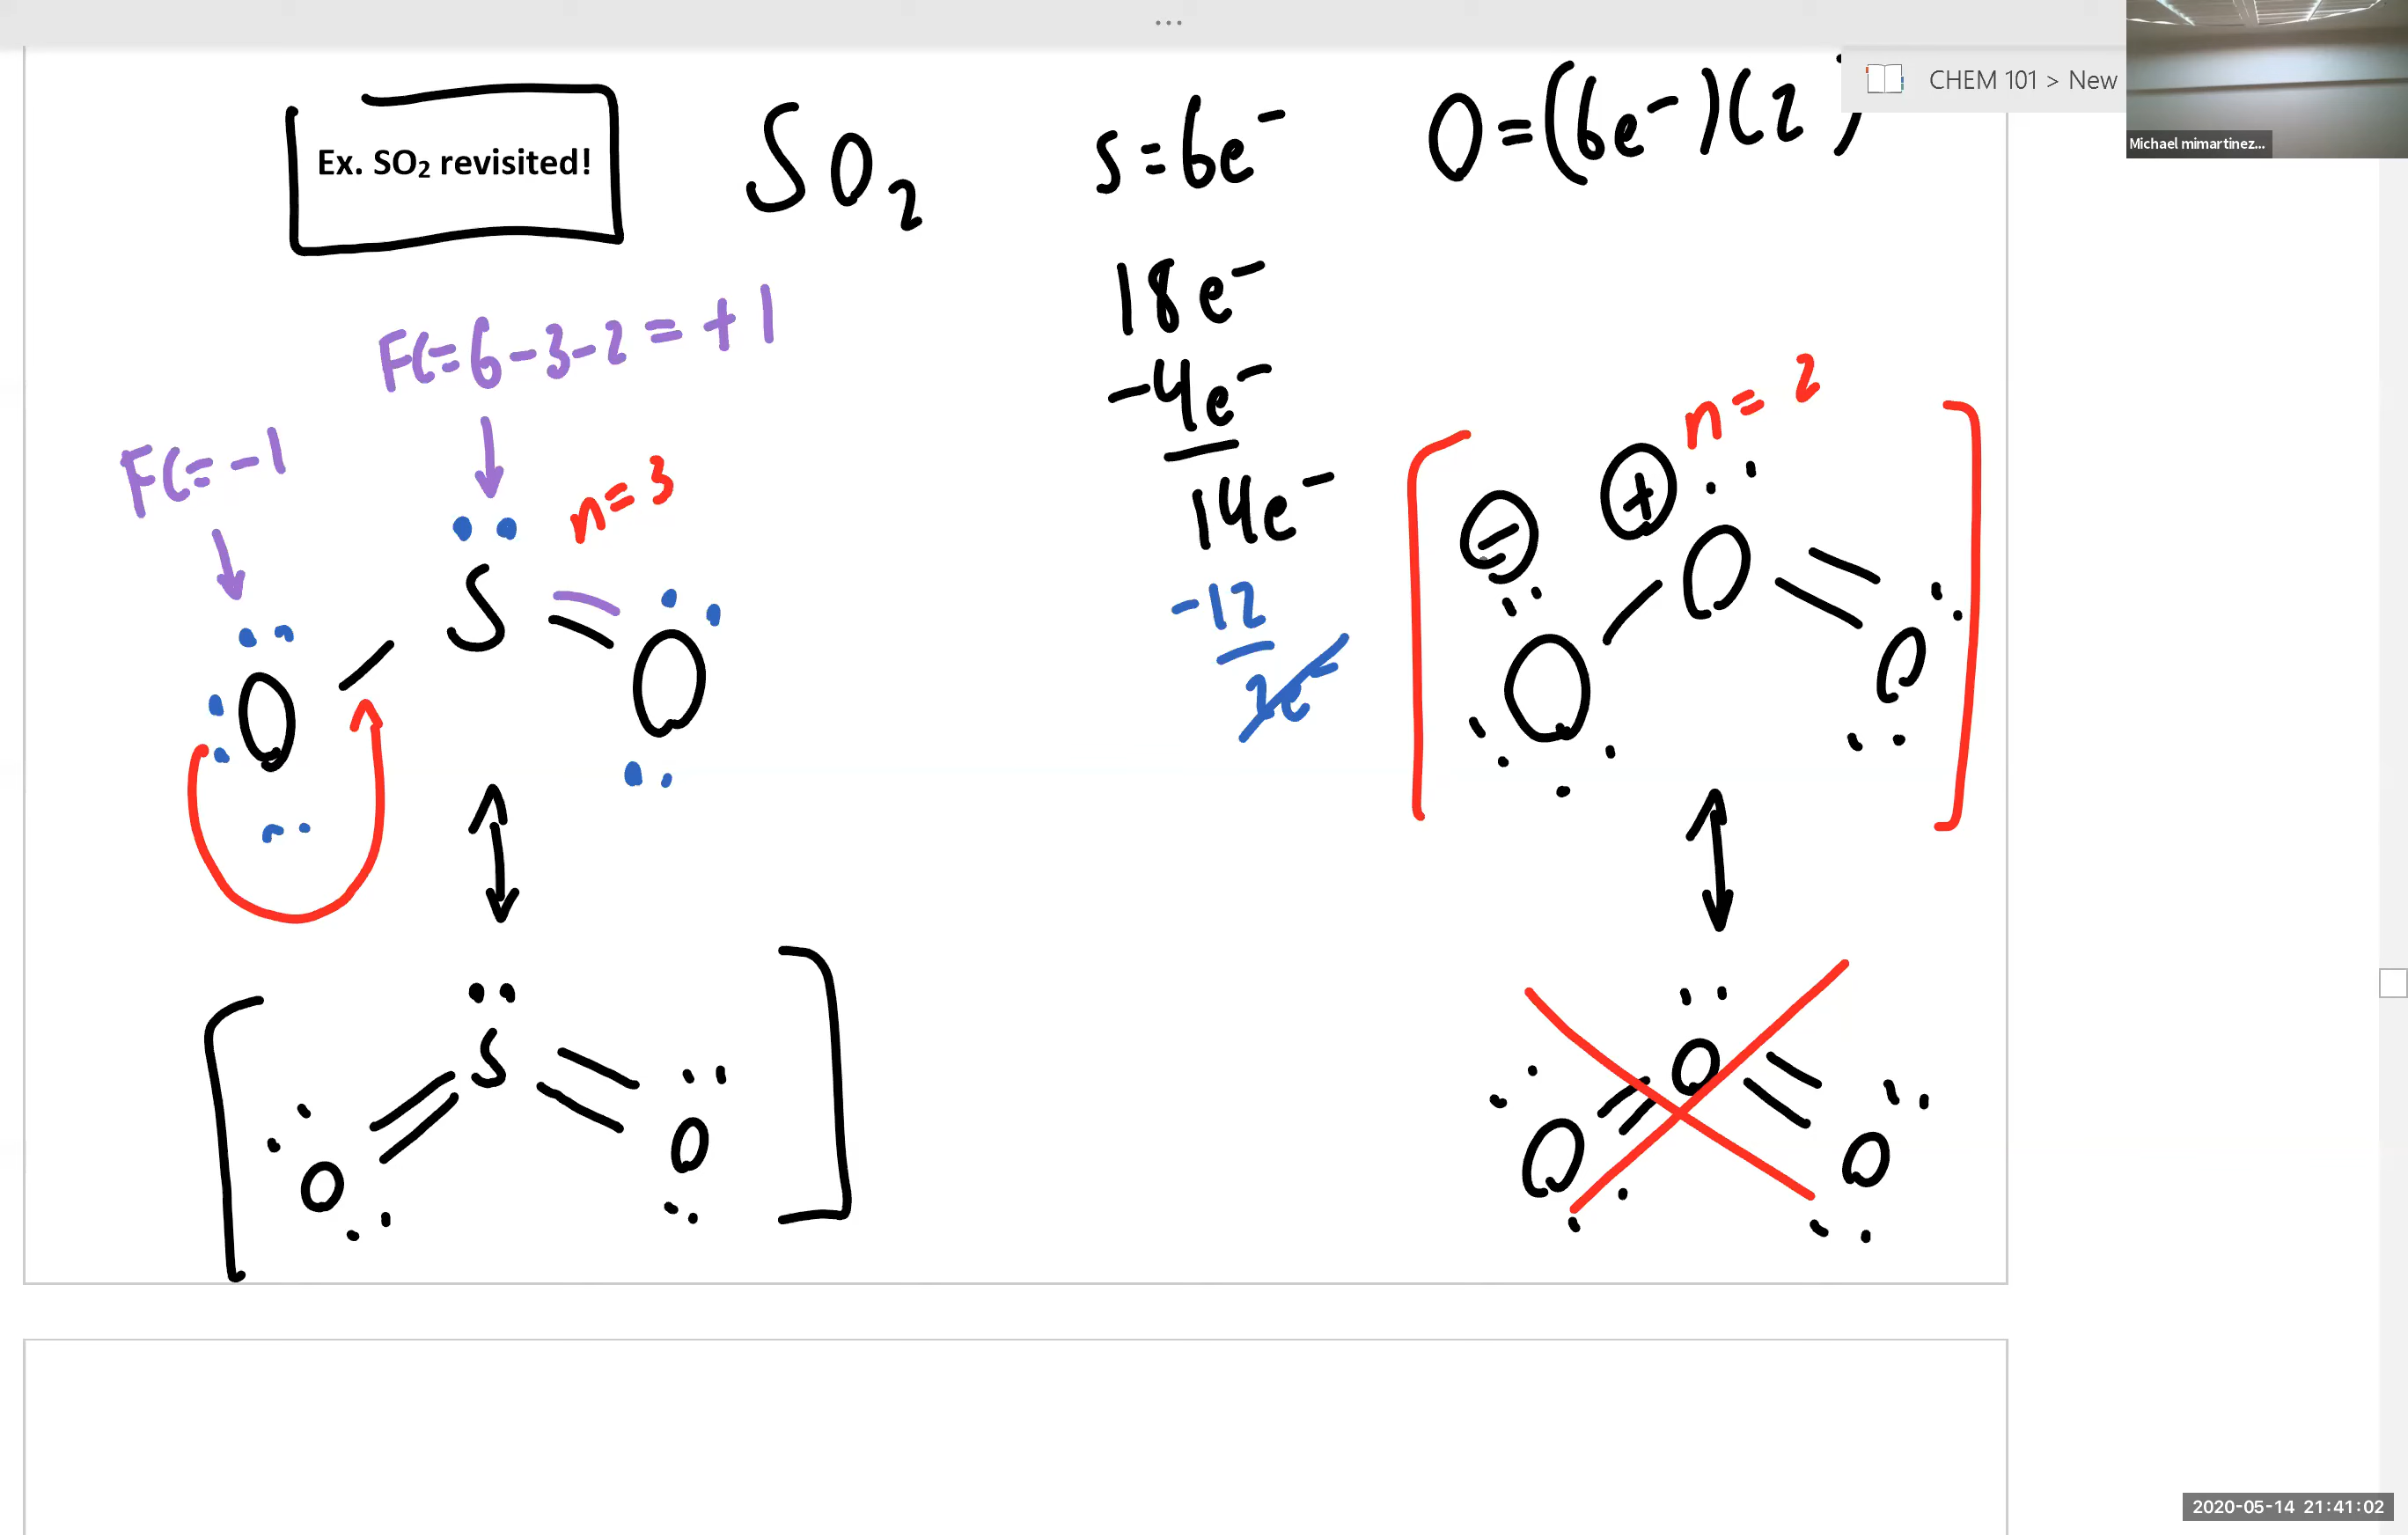 ...
CHEM 101 > New
Michael mimartinez...
Ex. SO₂ revisited!
SO₂
S = 6e⁻
O = (6e⁻)(2)
18e⁻
-4e⁻
14e⁻
-12
2e⁻
FC = 6 - 3 - 2 = +1
FC = -1
n = 3
S
O
O
n = 2
⊖
⊕
O
O
O
S
O
O
O
O
O
2020-05-14 21:41:02